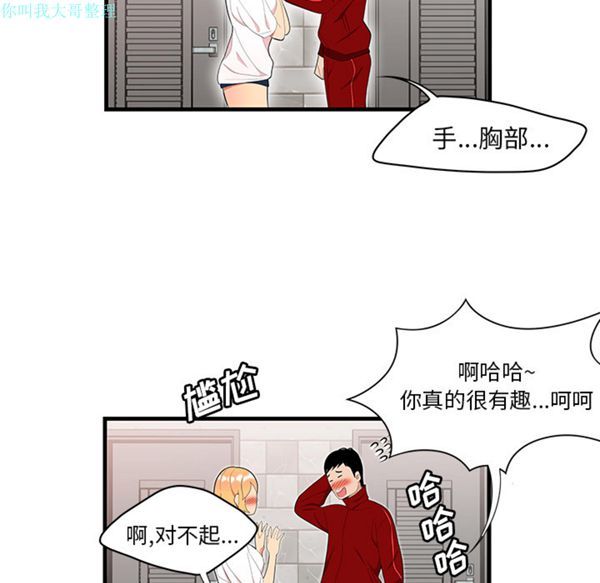 你叫我大哥整理
手...胸部...
啊哈哈~
你真的很有趣...呵呵
尴尬
啊,对不起...
哈
哈
哈